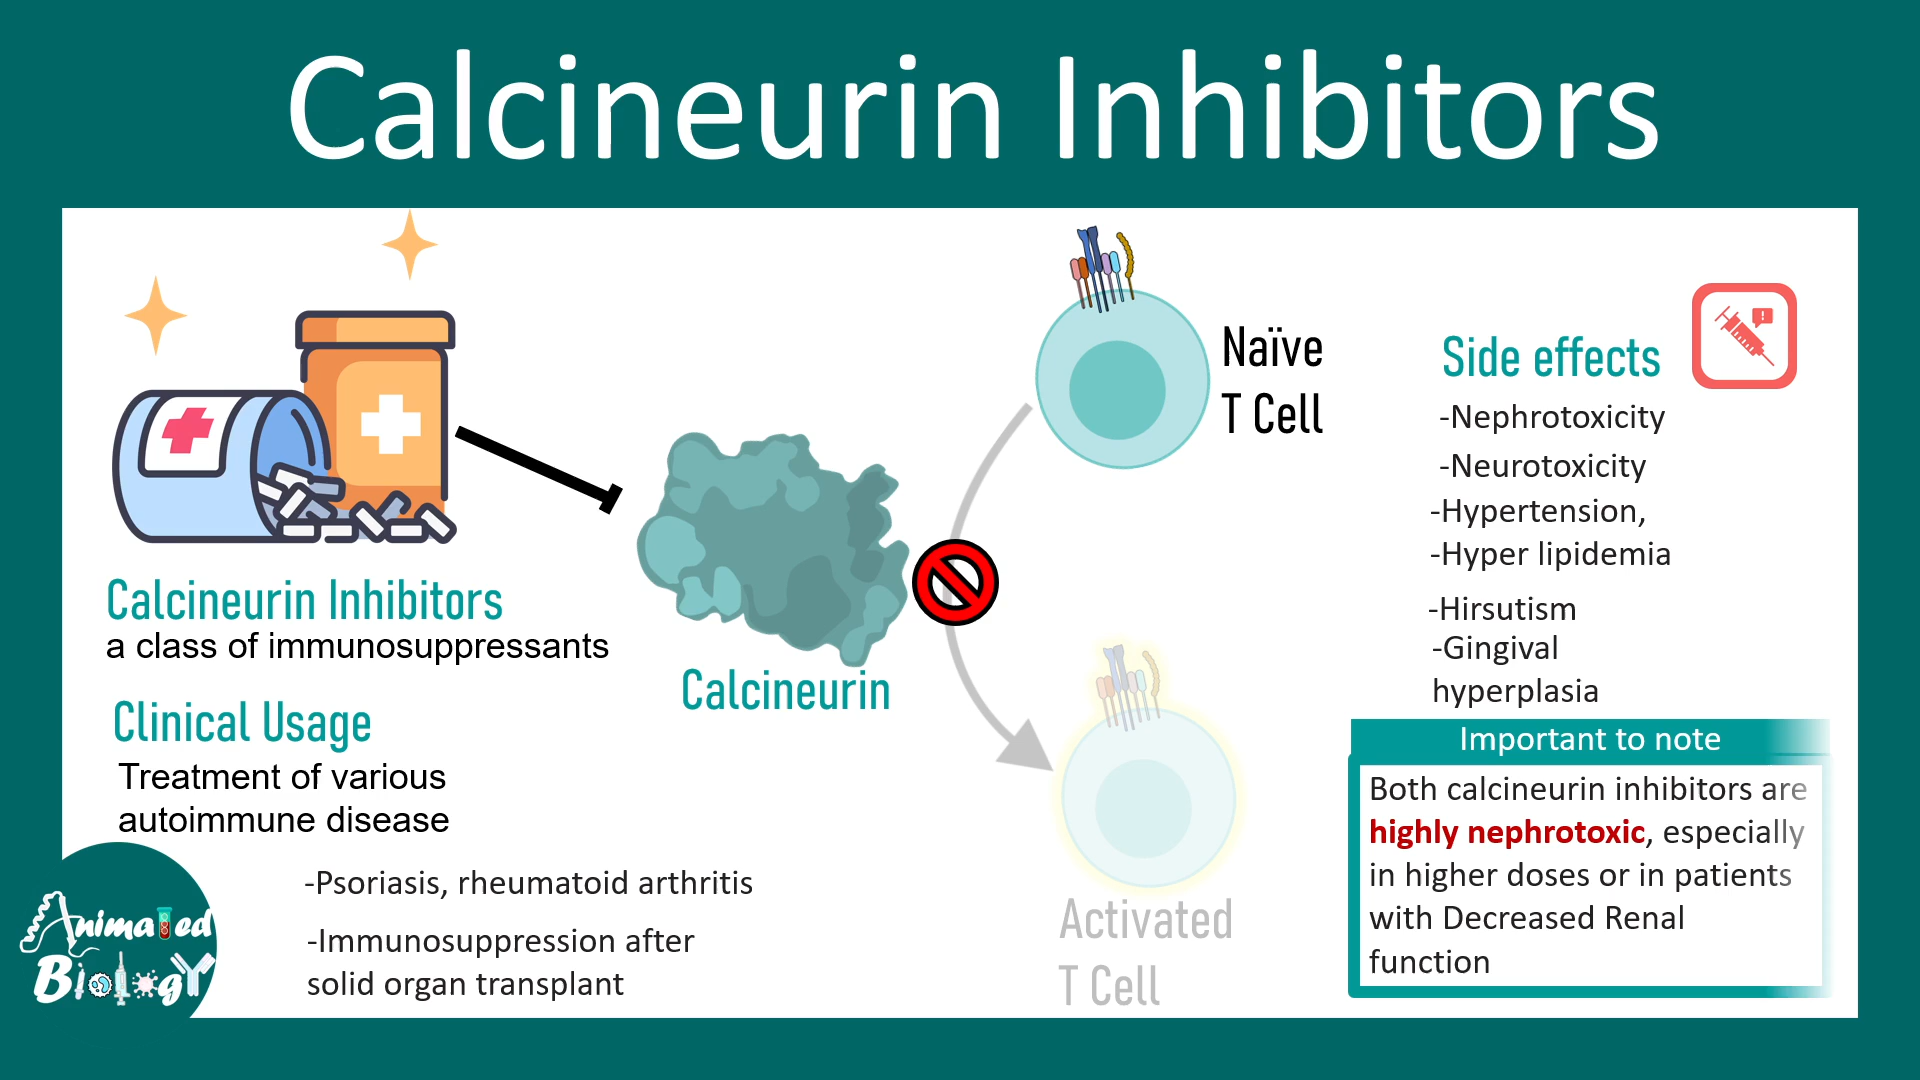 Calcineurin Inhibitors
Calcineurin Inhibitors
a class of immunosuppressants
Clinical Usage
Treatment of various
autoimmune disease
-Psoriasis, rheumatoid arthritis
-Immunosuppression after
solid organ transplant
Calcineurin
Naïve
T Cell
Activated
T Cell
Side effects
-Nephrotoxicity
-Neurotoxicity
-Hypertension,
-Hyper lipidemia
-Hirsutism
-Gingival
hyperplasia
Important to note
Both calcineurin inhibitors are
highly nephrotoxic, especially
in higher doses or in patients
with Decreased Renal
function
Animated
Biology